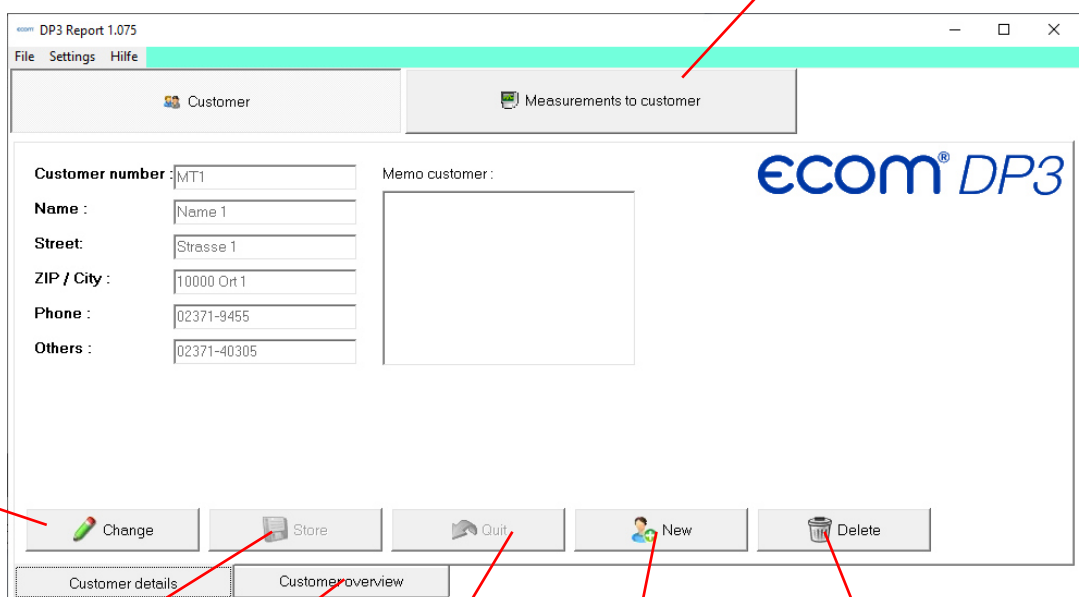 ecom DP3 Report 1.075
File Settings Hilfe
Customer
Measurements to customer
Customer number : MT1
Memo customer :
ecom® DP3
Name : Name 1
Street: Strasse 1
ZIP / City : 10000 Ort 1
Phone : 02371-9455
Others : 02371-40305
Change
Store
Quit
New
Delete
Customer details
Customer overview